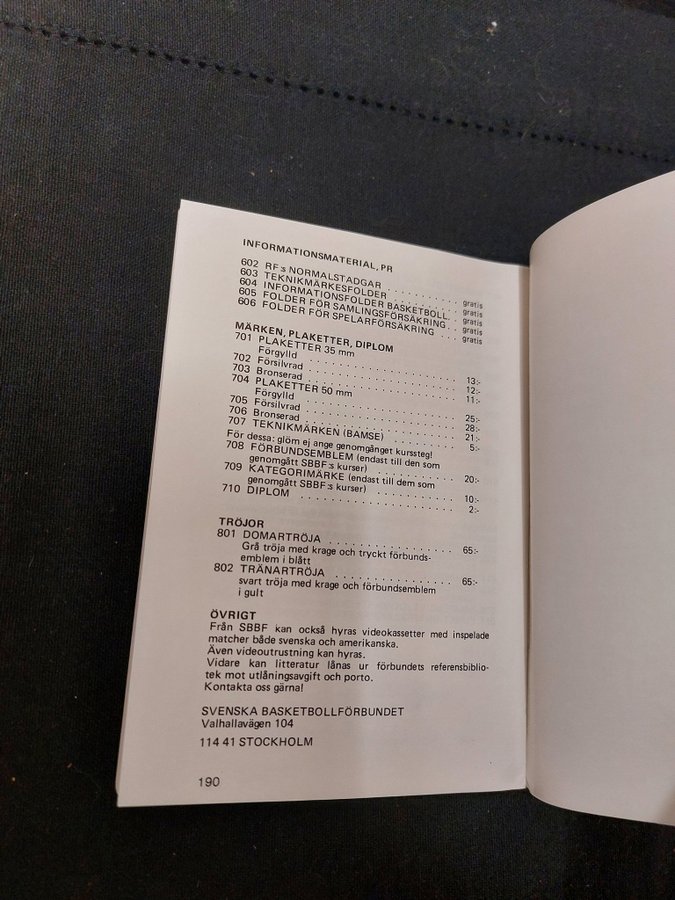 INFORMATIONSMATERIAL, PR
602 RF:s NORMALSTADGAR . . . . . . . . . . gratis
603 TEKNIKMÄRKESFOLDER . . . . . . . . . . gratis
604 INFORMATIONSFOLDER BASKETBOLL. . gratis
605 FOLDER FÖR SAMLINGSFÖRSÄKRING . . gratis
606 FOLDER FÖR SPELARFÖRSÄKRING . . . gratis
MÄRKEN, PLAKETTER, DIPLOM
701 PLAKETTER 35 mm
Förgylld . . . . . . . . . . . . . . . . . . 13:-
702 Försilvrad . . . . . . . . . . . . . . . . . . 12:-
703 Bronserad . . . . . . . . . . . . . . . . . . 11:-
704 PLAKETTER 50 mm
Förgylld . . . . . . . . . . . . . . . . . . 25:-
705 Försilvrad . . . . . . . . . . . . . . . . . . 28:-
706 Bronserad . . . . . . . . . . . . . . . . . . 21:-
707 TEKNIKMÄRKEN (BAMSE) . . . . . . . . . 5:-
För dessa: glöm ej ange genomgånget kurssteg!
708 FÖRBUNDSEMBLEM (endast till den som
genomgått SBBF:s kurser) . . . . . . . . . 20:-
709 KATEGORIMÄRKE (endast till dem som
genomgått SBBF:s kurser) . . . . . . . . . 10:-
710 DIPLOM . . . . . . . . . . . . . . . . . . 2:-
TRÖJOR
801 DOMARTRÖJA . . . . . . . . . . . . . . . 65:-
Grå tröja med krage och tryckt förbunds-
emblem i blått
802 TRÄNARTRÖJA . . . . . . . . . . . . . . 65:-
svart tröja med krage och förbundsemblem
i gult
ÖVRIGT
Från SBBF kan också hyras videokassetter med inspelade
matcher både svenska och amerikanska.
Även videoutrustning kan hyras.
Vidare kan litteratur lånas ur förbundets referensbiblio-
tek mot utlåningsavgift och porto.
Kontakta oss gärna!
SVENSKA BASKETBOLLFÖRBUNDET
Valhallavägen 104
114 41 STOCKHOLM
190